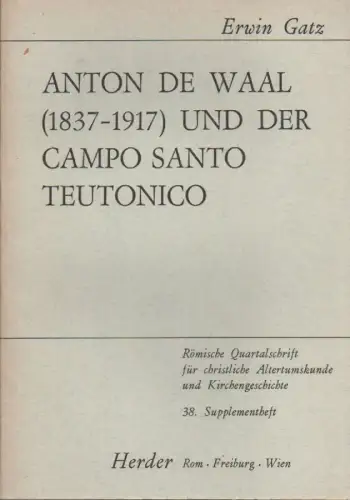 Erwin Gatz
ANTON DE WAAL
(1837-1917) UND DER
CAMPO SANTO
TEUTONICO
Römische Quartalschrift
für christliche Altertumskunde
und Kirchengeschichte
38. Supplementheft
Herder Rom · Freiburg · Wien